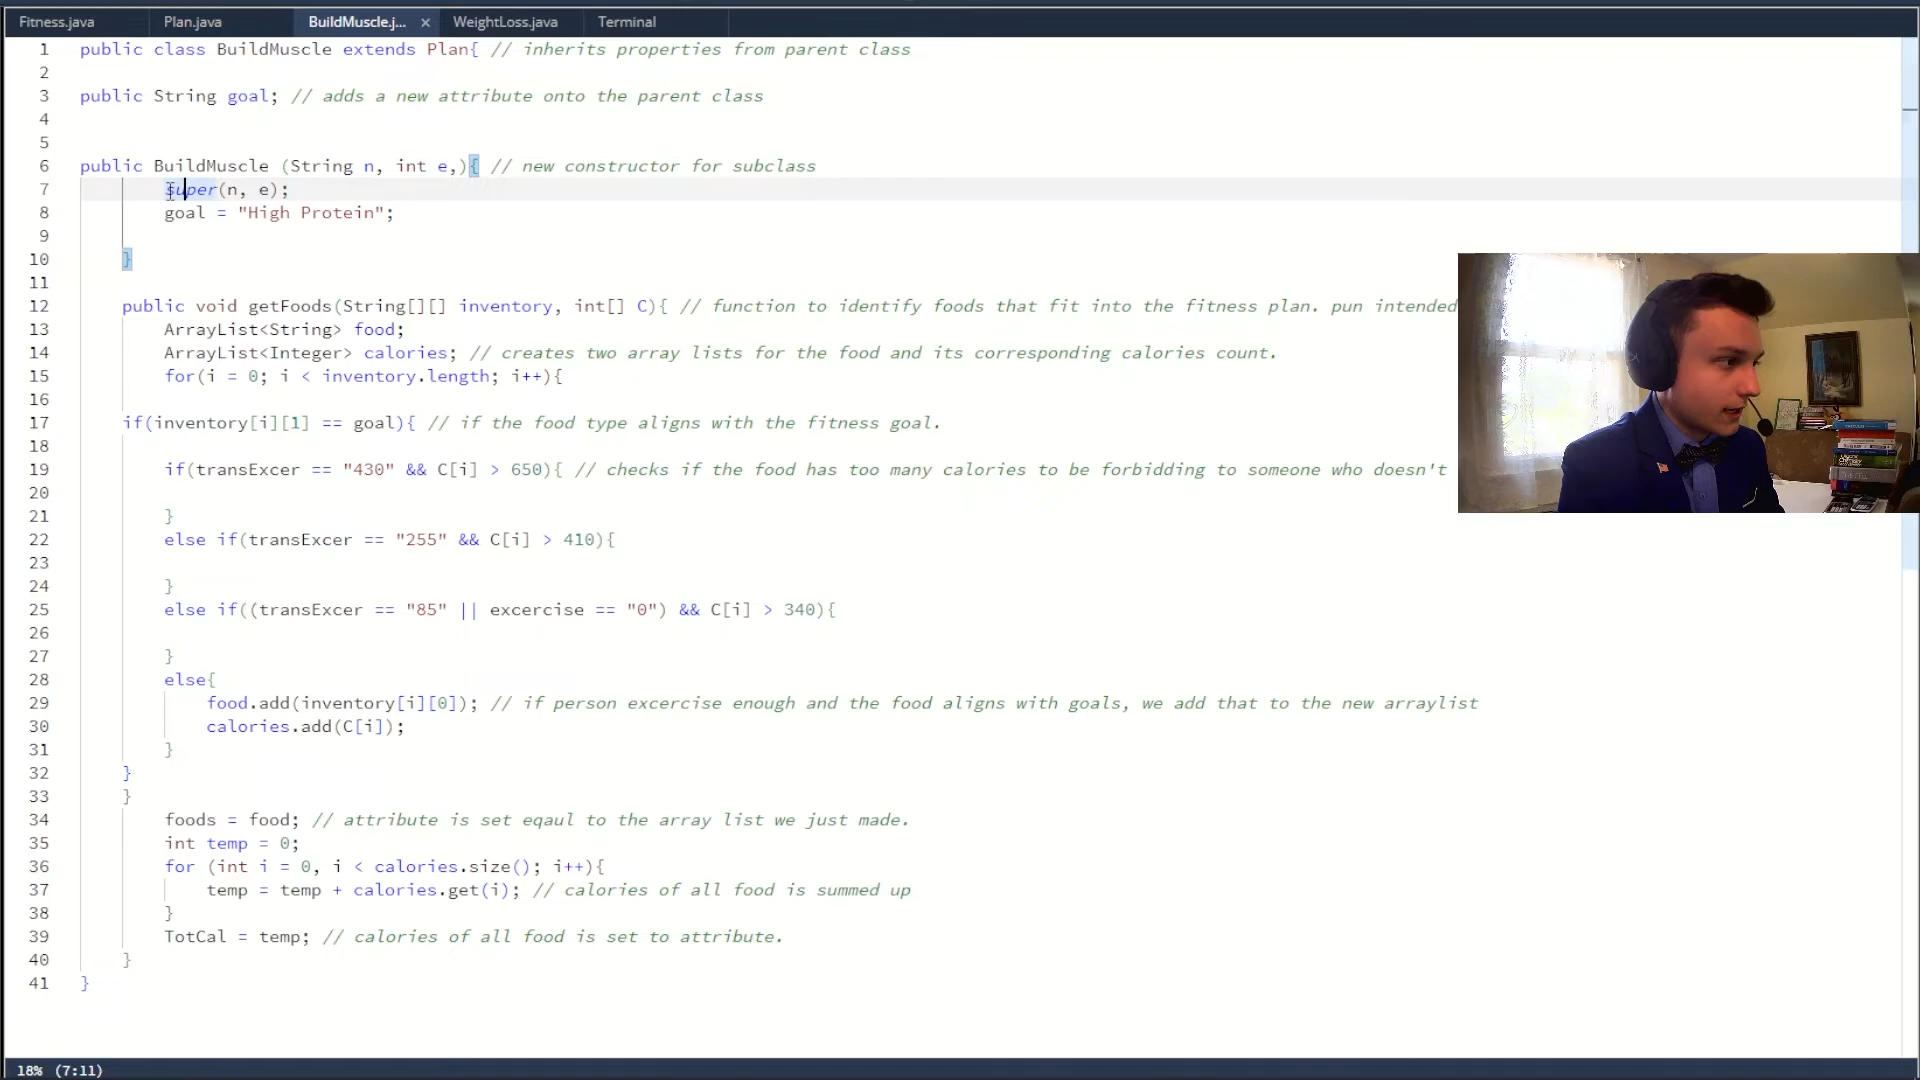 Fitness.java Plan.java BuildMuscle.j... × WeightLoss.java Terminal
1 public class BuildMuscle extends Plan{ // inherits properties from parent class
2
3 public String goal; // adds a new attribute onto the parent class
4
5
6 public BuildMuscle (String n, int e,){ // new constructor for subclass
7 super(n, e);
8 goal = "High Protein";
9
10 }
11
12 public void getFoods(String[][] inventory, int[] C){ // function to identify foods that fit into the fitness plan. pun intended
13 ArrayList<String> food;
14 ArrayList<Integer> calories; // creates two array lists for the food and its corresponding calories count.
15 for(i = 0; i < inventory.length; i++){
16
17 if(inventory[i][1] == goal){ // if the food type aligns with the fitness goal.
18
19 if(transExcer == "430" && C[i] > 650){ // checks if the food has too many calories to be forbidding to someone who doesn't
20
21 }
22 else if(transExcer == "255" && C[i] > 410){
23
24 }
25 else if((transExcer == "85" || excercise == "0") && C[i] > 340){
26
27 }
28 else{
29 food.add(inventory[i][0]); // if person excercise enough and the food aligns with goals, we add that to the new arraylist
30 calories.add(C[i]);
31 }
32 }
33 }
34 foods = food; // attribute is set eqaul to the array list we just made.
35 int temp = 0;
36 for (int i = 0, i < calories.size(); i++){
37 temp = temp + calories.get(i); // calories of all food is summed up
38 }
39 TotCal = temp; // calories of all food is set to attribute.
40 }
41 }
18% (7:11)